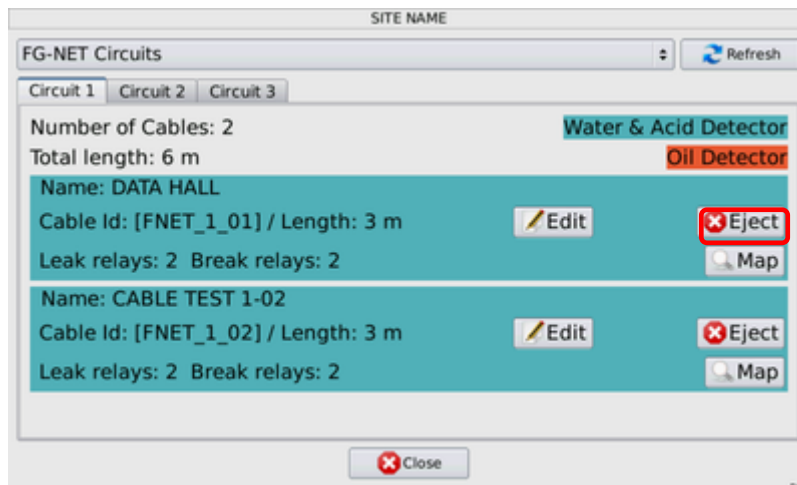 SITE NAME
FG-NET Circuits
Refresh
Circuit 1 Circuit 2 Circuit 3
Number of Cables: 2 Water & Acid Detector
Total length: 6 m Oil Detector
Name: DATA HALL
Cable Id: [FNET_1_01] / Length: 3 m Edit Eject
Leak relays: 2 Break relays: 2 Map
Name: CABLE TEST 1-02
Cable Id: [FNET_1_02] / Length: 3 m Edit Eject
Leak relays: 2 Break relays: 2 Map
Close